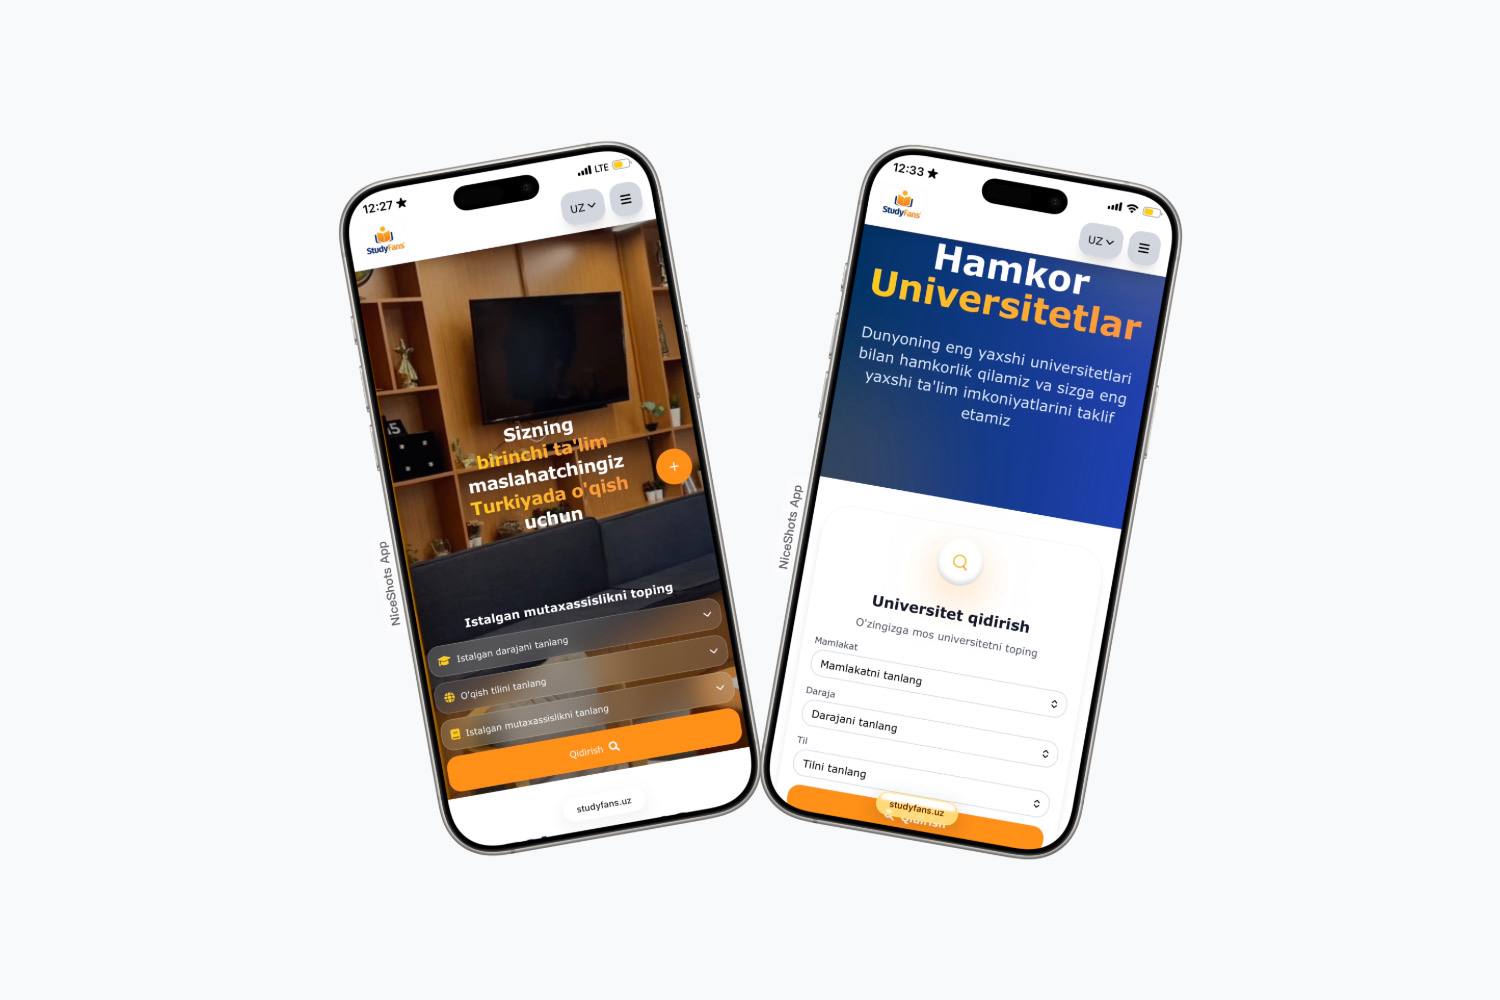 12:27
LTE
StudyFans
UZ
Sizning
birinchi ta'lim
maslahatchingiz
Turkiyada o'qish
uchun
+
Istalgan mutaxassislikni toping
Istalgan darajani tanlang
O'qish tilini tanlang
Istalgan mutaxassislikni tanlang
Qidirish
studyfans.uz
NiceShots App
12:33
StudyFans
UZ
Hamkor
Universitetlar
Dunyoning eng yaxshi universitetlari
bilan hamkorlik qilamiz va sizga eng
yaxshi ta'lim imkoniyatlarini taklif
etamiz
Universitet qidirish
O'zingizga mos universitetni toping
Mamlakat
Mamlakatni tanlang
Daraja
Darajani tanlang
Til
Tilni tanlang
Qidirish
studyfans.uz
NiceShots App